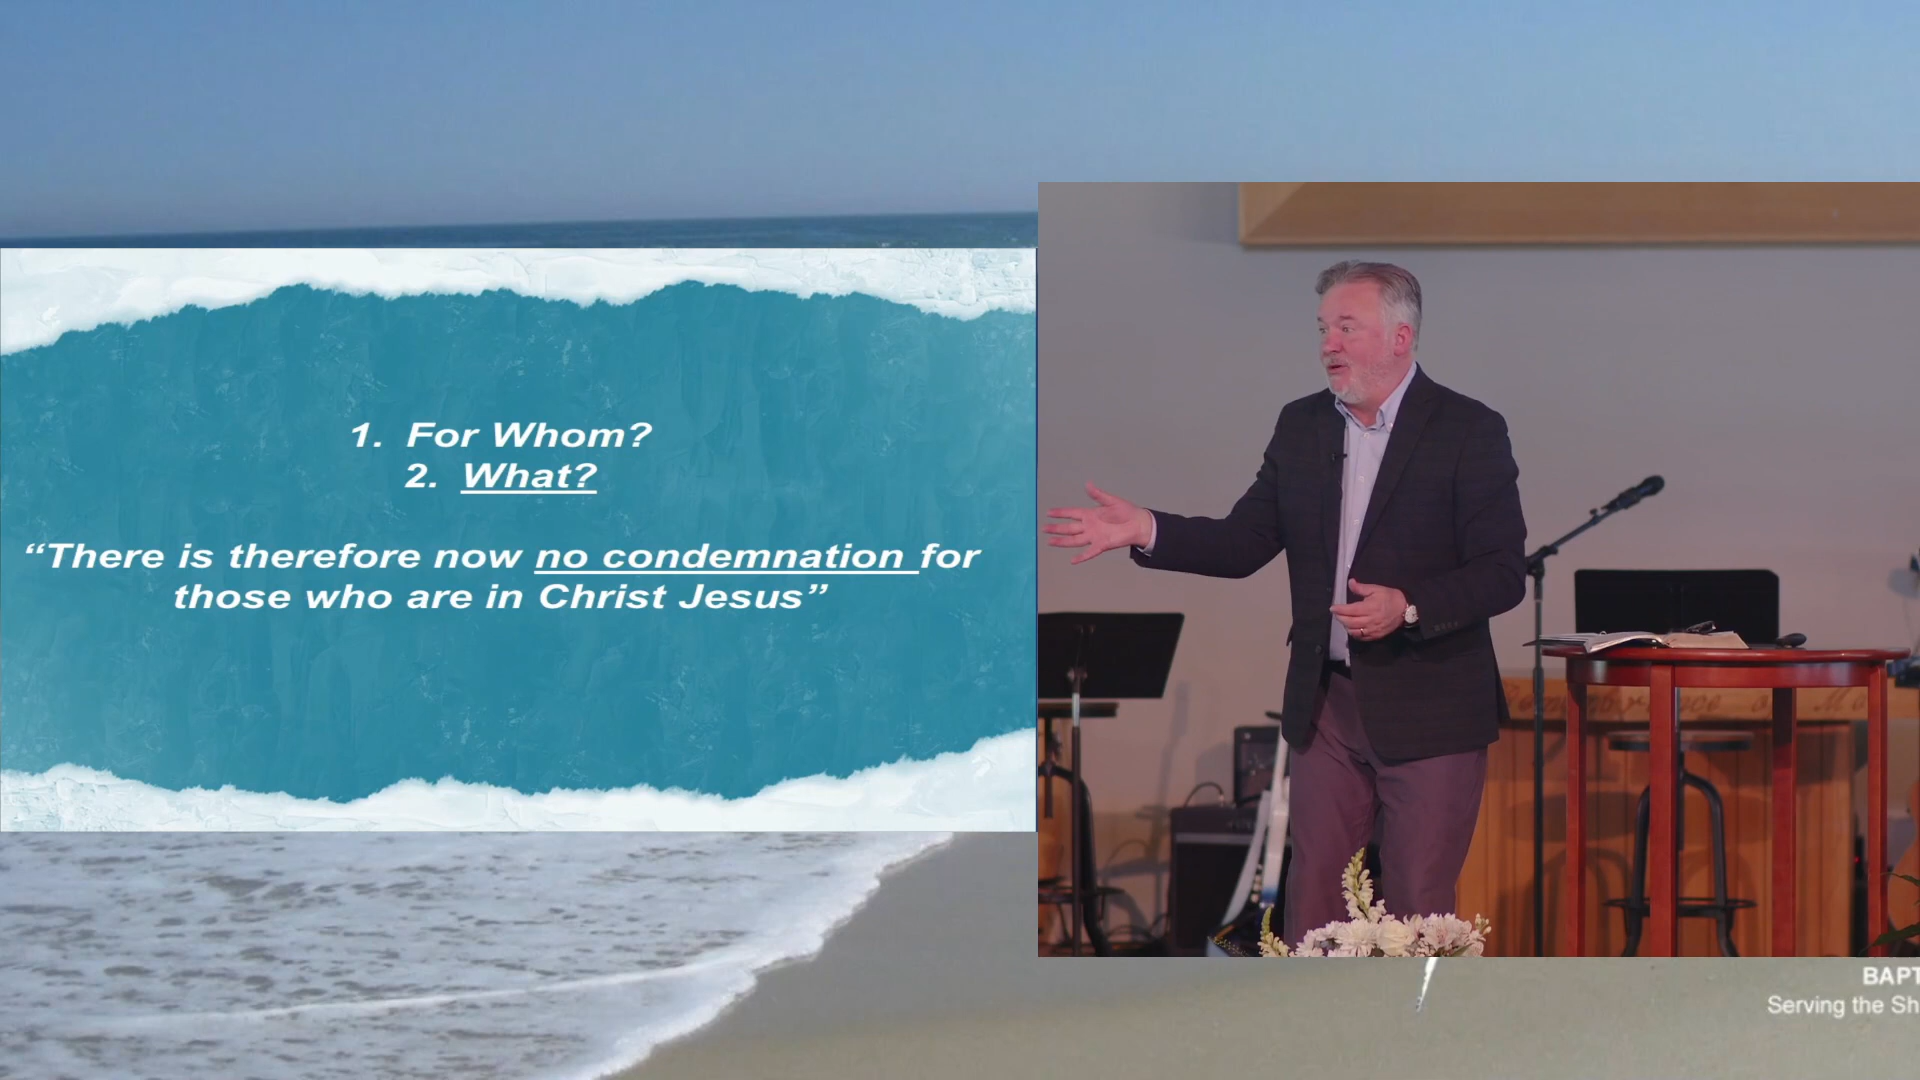 1. For Whom?
2. What?
“There is therefore now no condemnation for
those who are in Christ Jesus”
BAPT
Serving the Sh